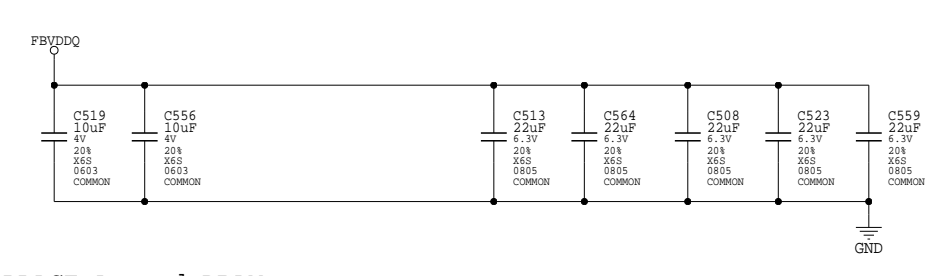 FBVDDQ
C519
10uF
4V
20%
X6S
0603
COMMON
C556
10uF
4V
20%
X6S
0603
COMMON
C513
22uF
6.3V
20%
X6S
0805
COMMON
C564
22uF
6.3V
20%
X6S
0805
COMMON
C508
22uF
6.3V
20%
X6S
0805
COMMON
C523
22uF
6.3V
20%
X6S
0805
COMMON
C559
22uF
6.3V
20%
X6S
0805
COMMON
GND